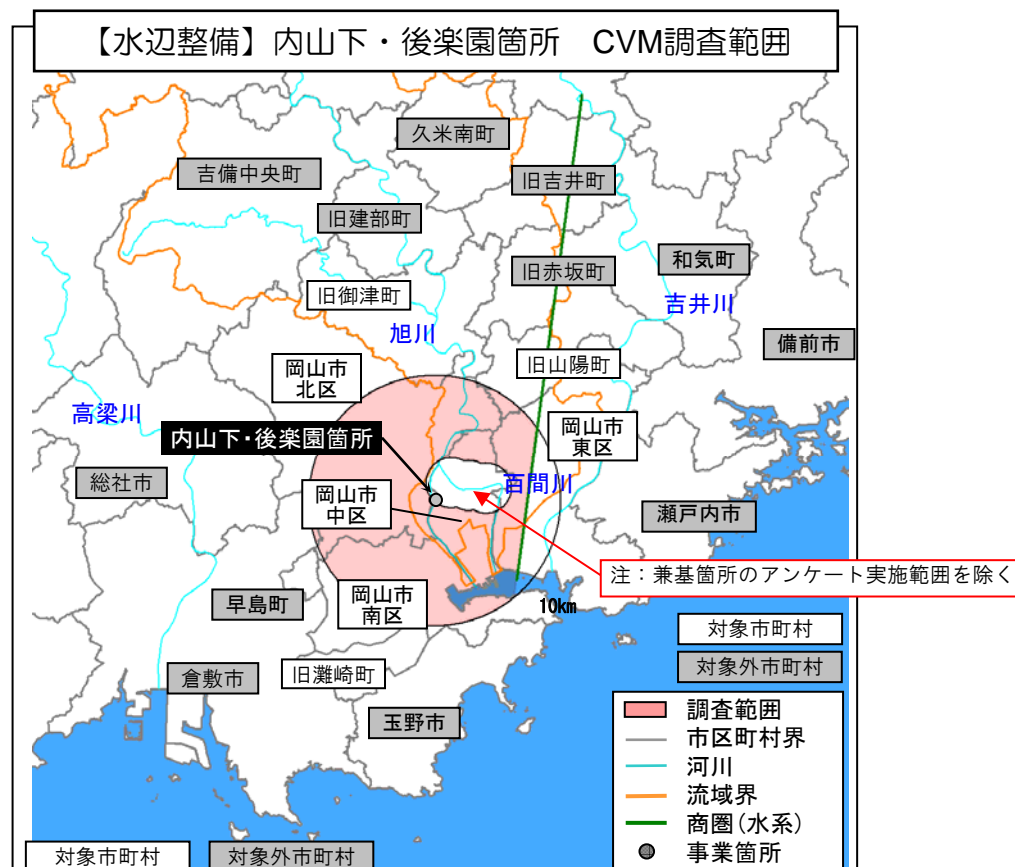 【水辺整備】内山下・後楽園箇所　CVM調査範囲
久米南町
吉備中央町
旧吉井町
旧建部町
和気町
旧赤坂町
旧御津町
吉井川
旭川
備前市
旧山陽町
岡山市
北区
高梁川
岡山市
東区
内山下・後楽園箇所
総社市
百間川
岡山市
中区
瀬戸内市
注：兼基箇所のアンケート実施範囲を除く
早島町
岡山市
南区
10km
対象市町村
対象外市町村
倉敷市
旧灘崎町
玉野市
調査範囲
市区町村界
河川
流域界
商圏(水系)
事業箇所
対象市町村
対象外市町村